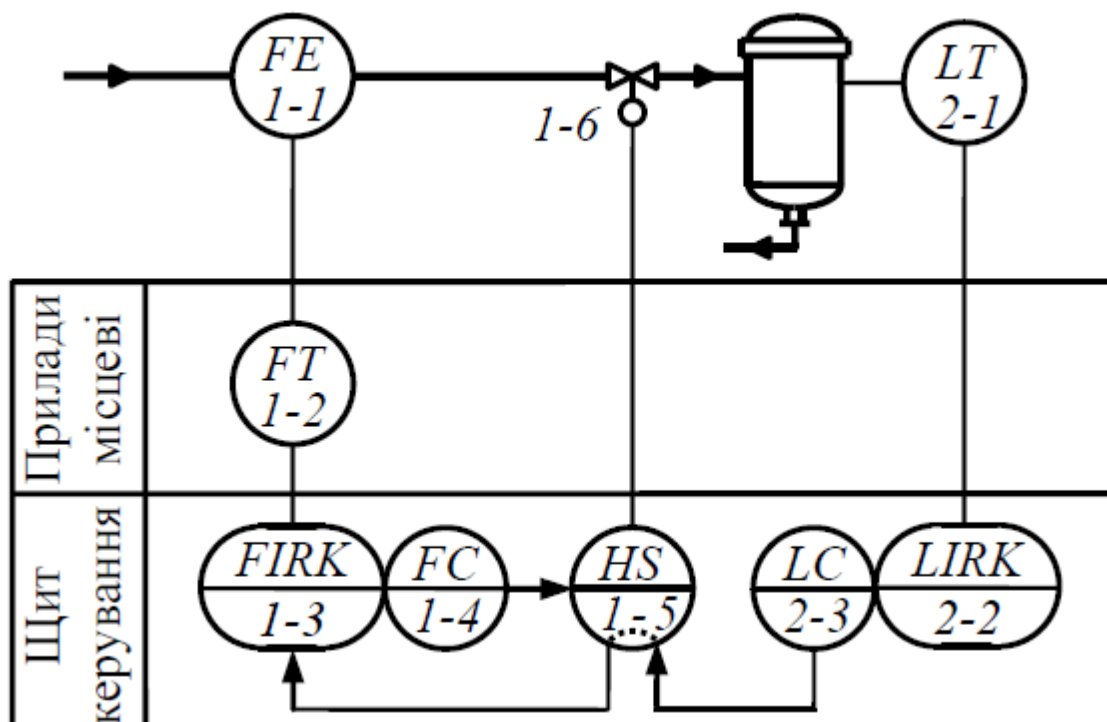 FE
1-1
1-6
LT
2-1
Прилади
місцеві
FT
1-2
Щит
керування
FIRK
1-3
FC
1-4
HS
1-5
LC
2-3
LIRK
2-2